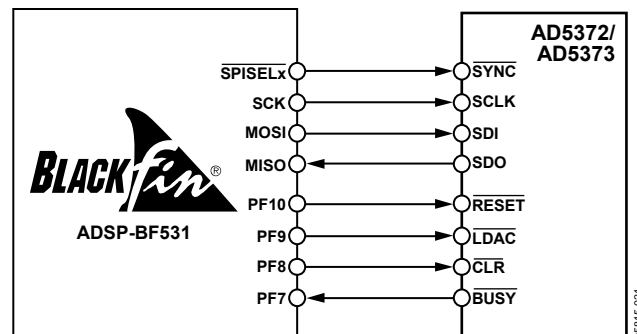 AD5372/
AD5373
SPISELx SYNC
SCK SCLK
MOSI SDI
MISO SDO
BLACKfin®
PF10 RESET
ADSP-BF531
PF9 LDAC
PF8 CLR
PF7 BUSY